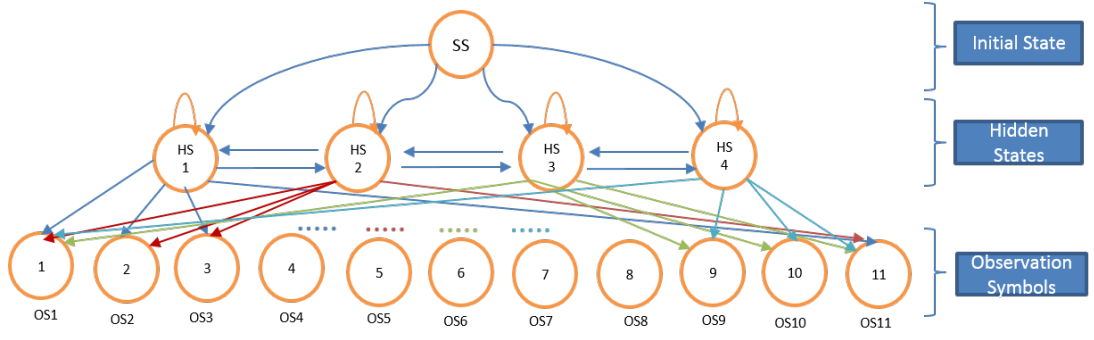 SS
Initial State
HS
1
HS
2
HS
3
HS
4
Hidden
States
1
2
3
4
5
6
7
8
9
10
11
Observation
Symbols
OS1
OS2
OS3
OS4
OS5
OS6
OS7
OS8
OS9
OS10
OS11